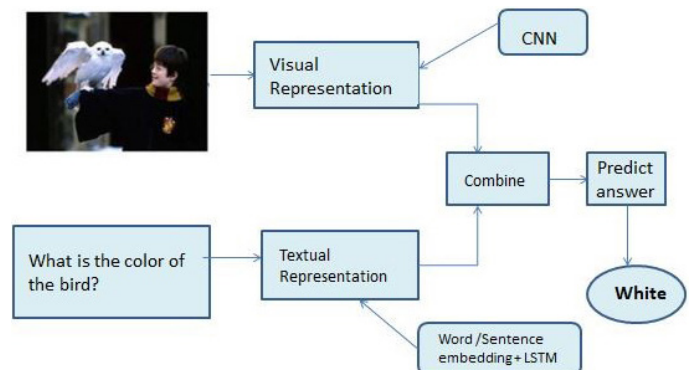 CNN
Visual
Representation
Combine
Predict
answer
What is the color of
the bird?
Textual
Representation
White
Word /Sentence
embedding+ LSTM